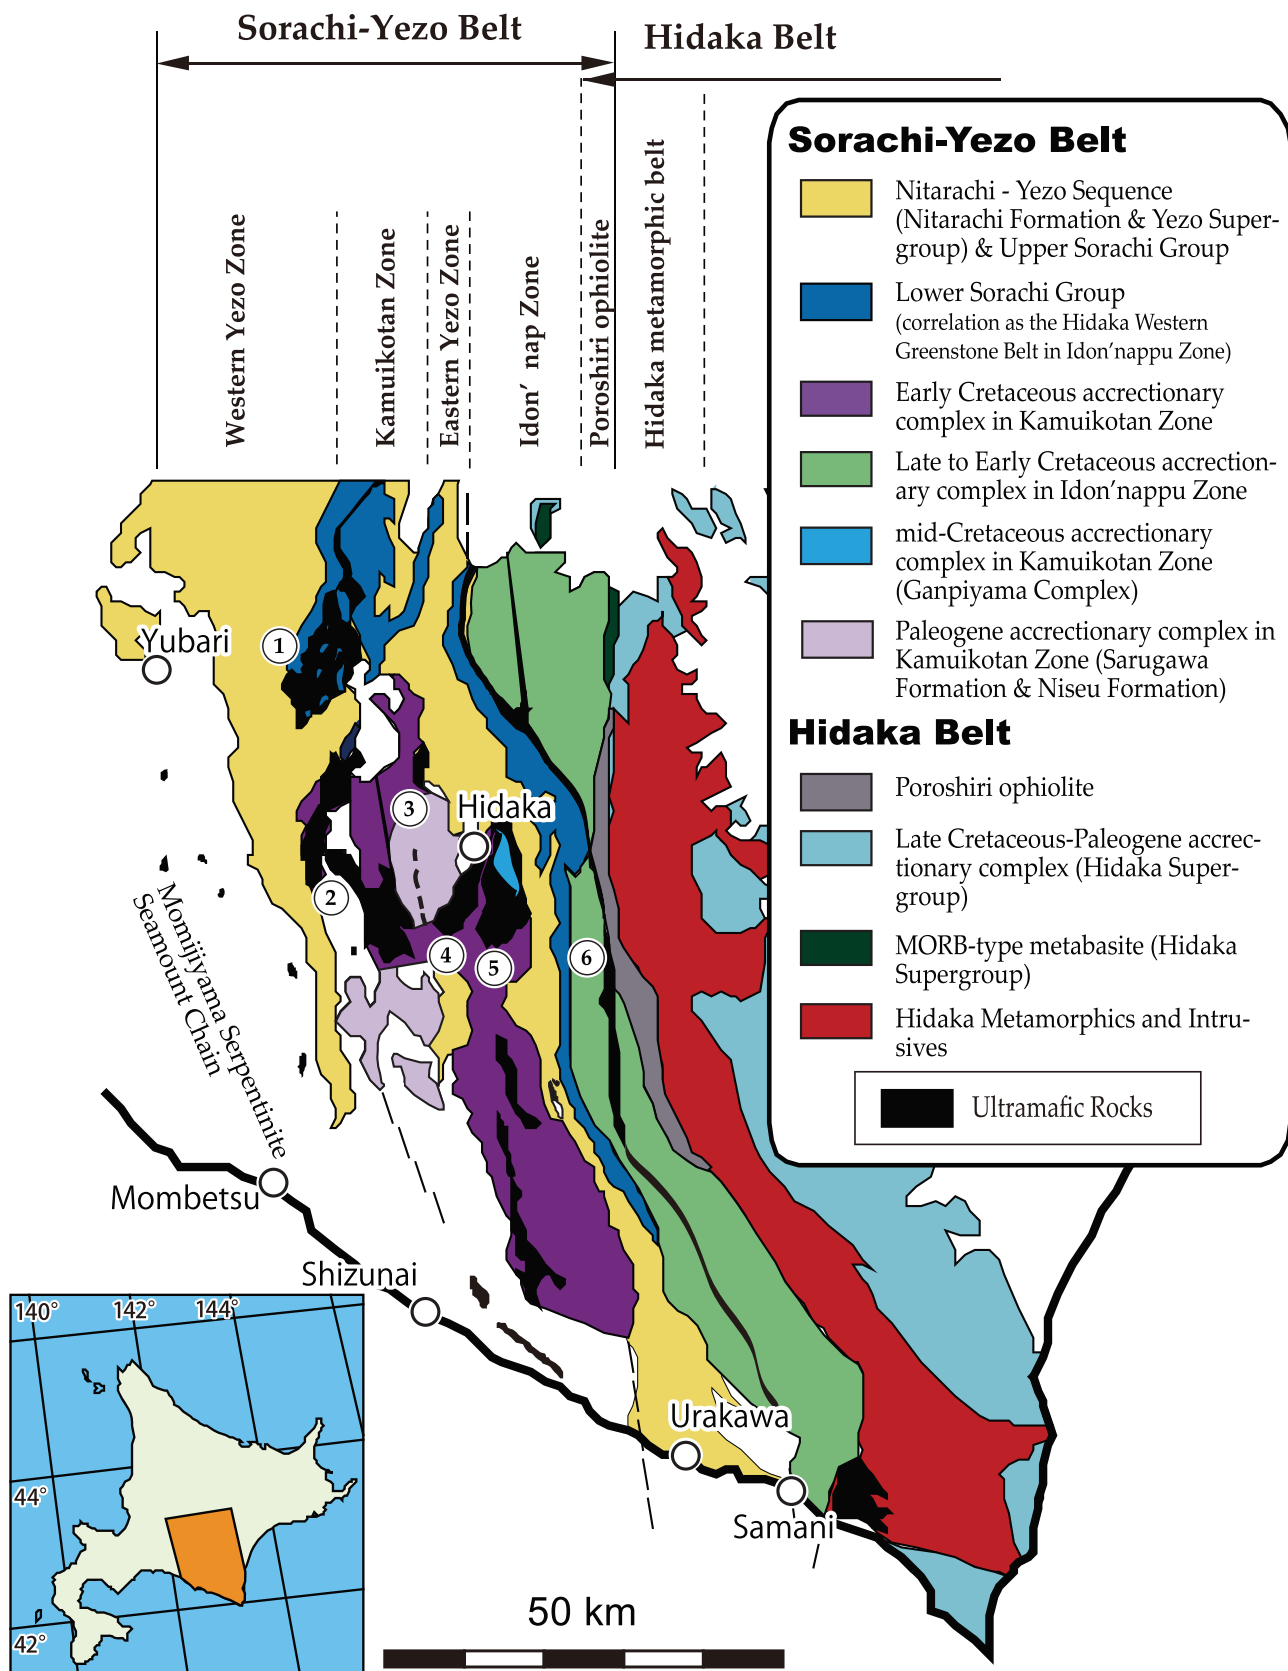 Sorachi-Yezo Belt
Hidaka Belt
Western Yezo Zone
Kamuikotan Zone
Eastern Yezo Zone
Idon' nap Zone
Poroshiri ophiolite
Hidaka metamorphic belt
Sorachi-Yezo Belt
Nitarachi - Yezo Sequence
(Nitarachi Formation & Yezo Super-
group) & Upper Sorachi Group
Lower Sorachi Group
(correlation as the Hidaka Western
Greenstone Belt in Idon'nappu Zone)
Early Cretaceous accrectionary
complex in Kamuikotan Zone
Late to Early Cretaceous accrection-
ary complex in Idon'nappu Zone
mid-Cretaceous accrectionary
complex in Kamuikotan Zone
(Ganpiyama Complex)
Paleogene accrectionary complex in
Kamuikotan Zone (Sarugawa
Formation & Niseu Formation)
Hidaka Belt
Poroshiri ophiolite
Late Cretaceous-Paleogene accrec-
tionary complex (Hidaka Super-
group)
MORB-type metabasite (Hidaka
Supergroup)
Hidaka Metamorphics and Intru-
sives
Ultramafic Rocks
Yubari
1
3
Hidaka
2
4
5
6
Momijiyama Serpentinite
Seamount Chain
Mombetsu
Shizunai
Urakawa
Samani
140°
142°
144°
44°
42°
50 km